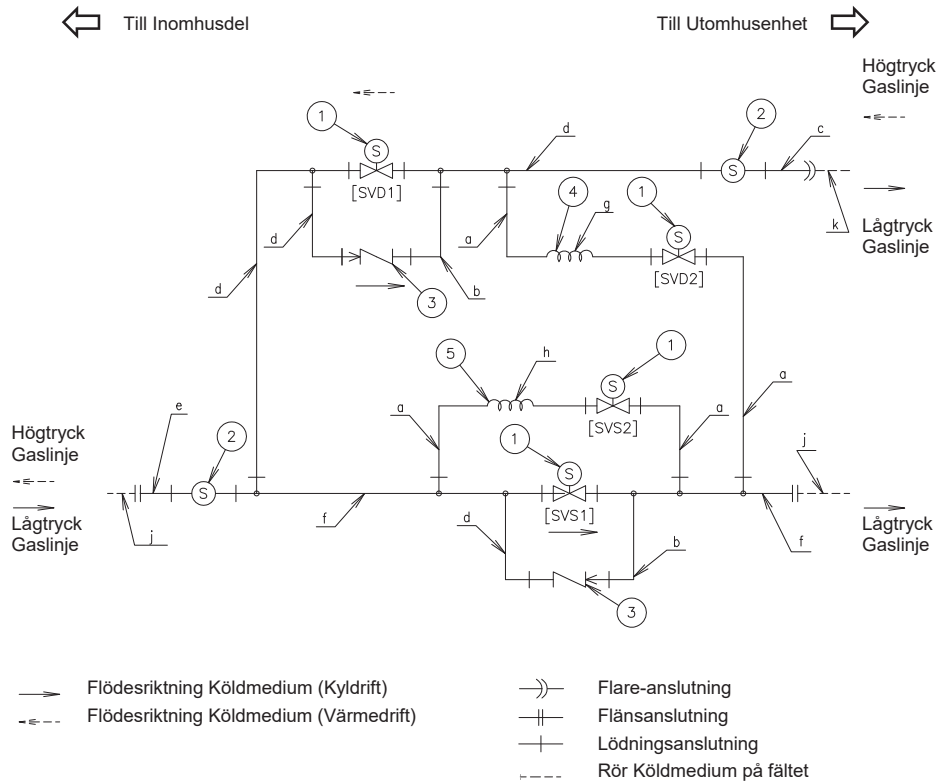 Till Inomhusdel
Till Utomhusenhet
Högtryck
Gaslinje
1
2
d
c
S
S
[SVD1]
k
4
g
1
Lågtryck
Gaslinje
d
a
S
d
[SVD2]
3
b
5
h
1
S
a
a
a
[SVS2]
Högtryck
Gaslinje
e
2
1
j
S
S
Lågtryck
Gaslinje
j
f
[SVS1]
f
Lågtryck
Gaslinje
d
b
3
Flödesriktning Köldmedium (Kyldrift)
Flödesriktning Köldmedium (Värmedrift)
Flare-anslutning
Flänsanslutning
Lödningsanslutning
Rör Köldmedium på fältet